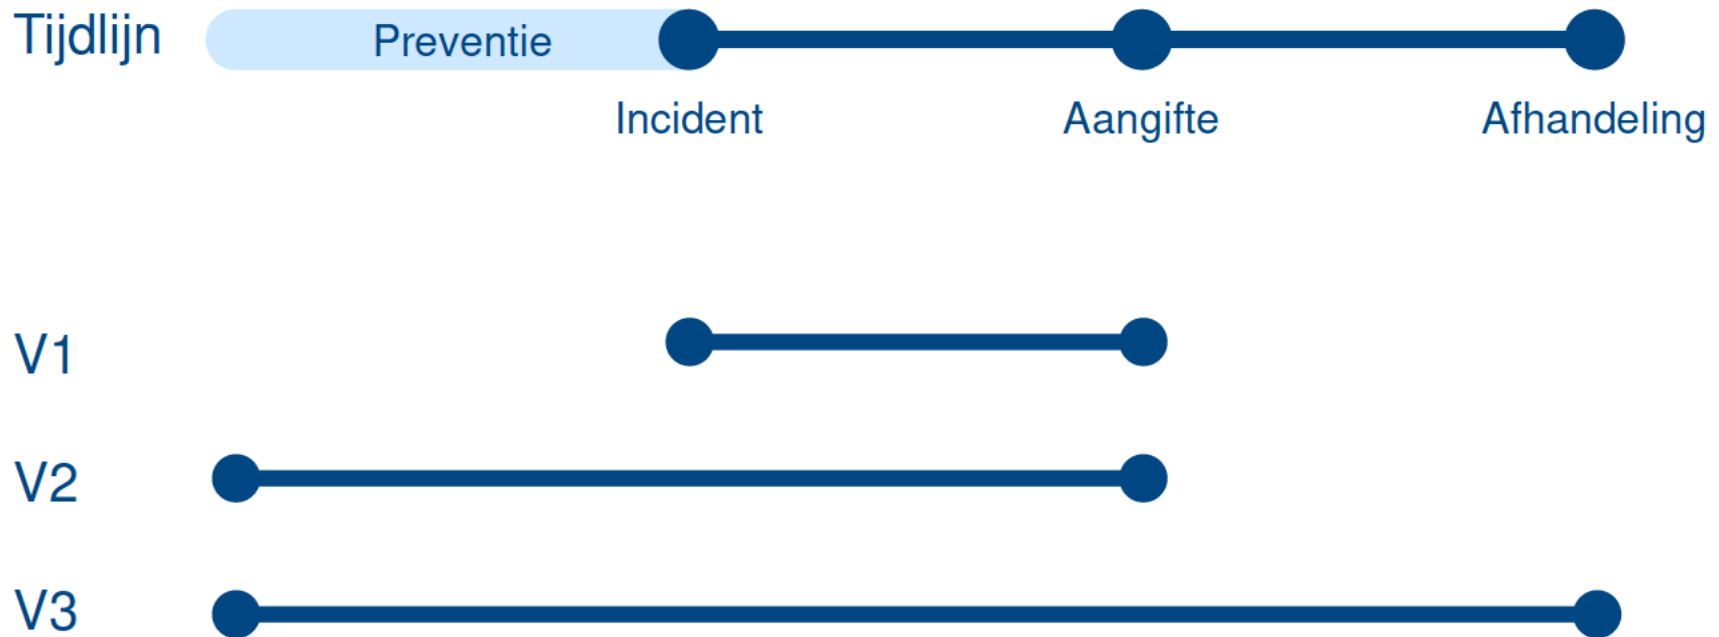 Tijdlijn
Preventie
Incident
Aangifte
Afhandeling
V1
V2
V3